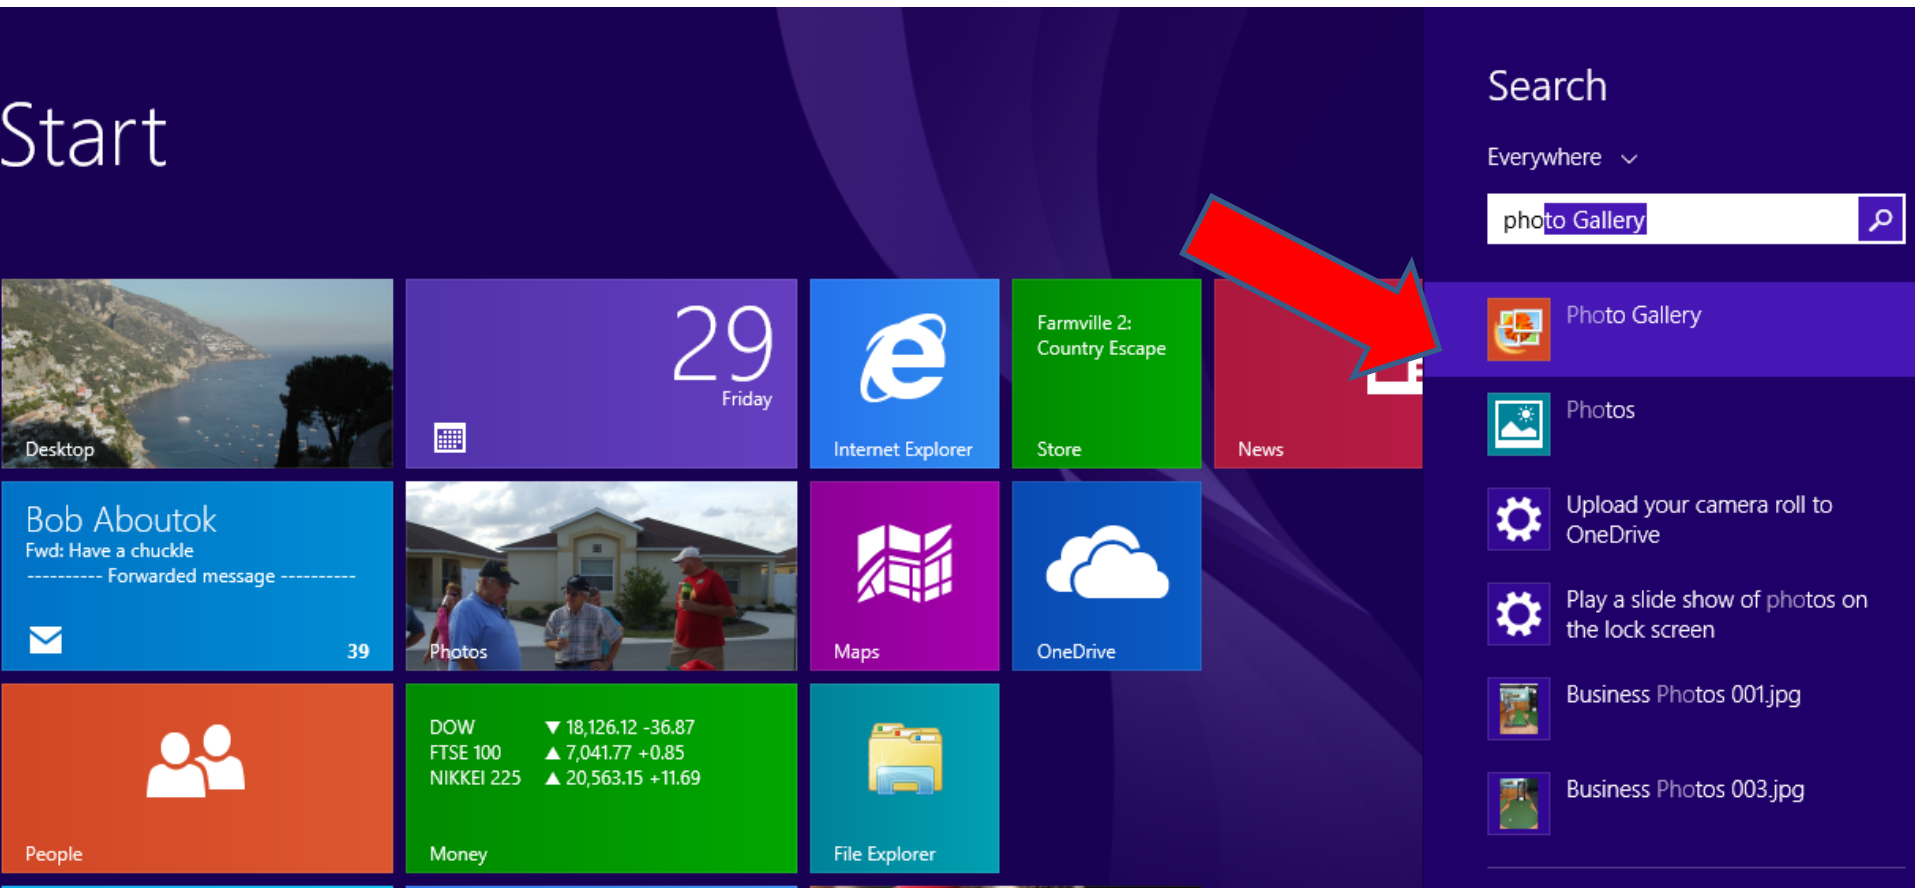 Start
Desktop
29
Friday
Internet Explorer
Farmville 2:
Country Escape
Store
News
Bob Aboutok
Fwd: Have a chuckle
---------- Forwarded message ----------
39
Photos
Maps
OneDrive
People
DOW ▼ 18,126.12 -36.87
FTSE 100 ▲ 7,041.77 +0.85
NIKKEI 225 ▲ 20,563.15 +11.69
Money
File Explorer
Search
Everywhere
photo Gallery
Photo Gallery
Photos
Upload your camera roll to
OneDrive
Play a slide show of photos on
the lock screen
Business Photos 001.jpg
Business Photos 003.jpg